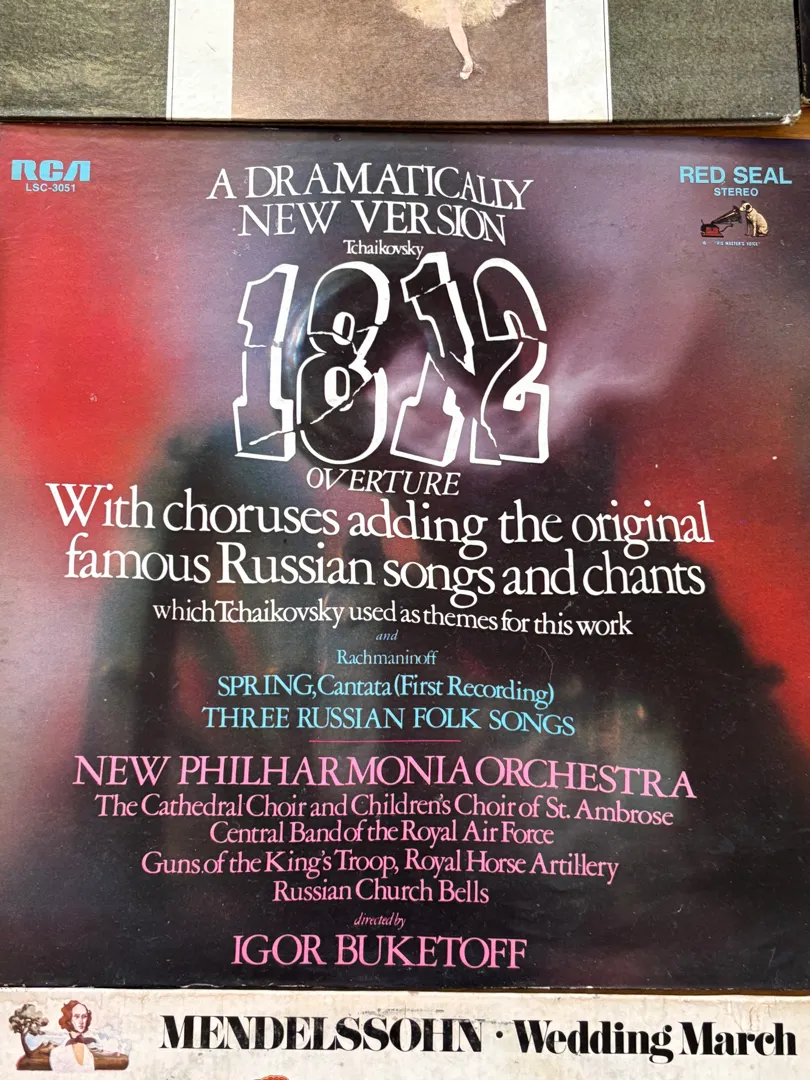 RCA
LSC-3051
RED SEAL
STEREO
"HIS MASTER'S VOICE"
A DRAMATICALLY
NEW VERSION
Tchaikovsky
1812
OVERTURE
With choruses adding the original
famous Russian songs and chants
which Tchaikovsky used as themes for this work
and
Rachmaninoff
SPRING, Cantata (First Recording)
THREE RUSSIAN FOLK SONGS
NEW PHILHARMONIA ORCHESTRA
The Cathedral Choir and Children's Choir of St. Ambrose
Central Band of the Royal Air Force
Guns of the King's Troop, Royal Horse Artillery
Russian Church Bells
directed by
IGOR BUKETOFF
MENDELSSOHN · Wedding March